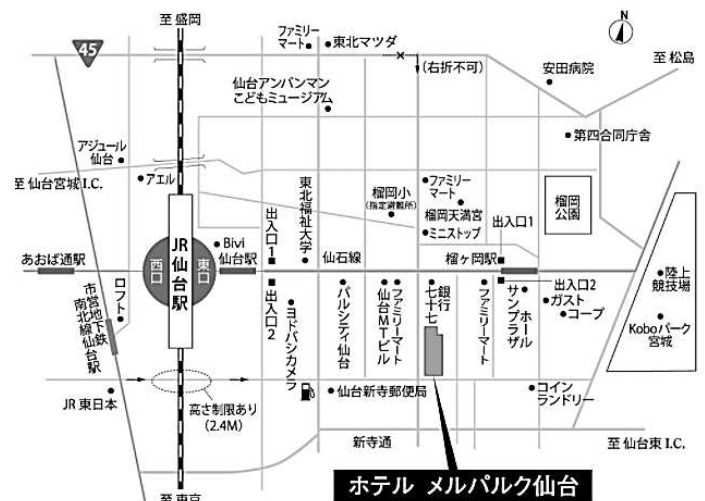 至 盛岡
ファミリー
マート
東北マツダ
N
45
(右折不可)
至 松島
安田病院
仙台アンパンマン
こどもミュージアム
第四合同庁舎
アジュール
仙台
至 仙台宮城 I.C.
アエル
東北福祉大学
榴岡小
(指定避難所)
ファミリー
マート
榴岡天満宮
ミニストップ
出入口1
榴岡
公園
出入口1
Bivi
仙台駅
あおば通駅
西口
JR仙台駅
東口
仙石線
榴ヶ岡駅
陸上
競技場
Koboパーク
宮城
ロフト
市営地下鉄
南北線仙台駅
出入口2
ヨドバシカメラ
パルシティ仙台
仙台MTビル
ファミリーマート
七十七
銀行
ファミリーマート
サンプラザ
ホール
出入口2
ガスト
コープ
JR 東日本
高さ制限あり
(2.4M)
仙台新寺郵便局
コイン
ランドリー
新寺通
至 仙台東 I.C.
ホテル メルパルク仙台
至 東京